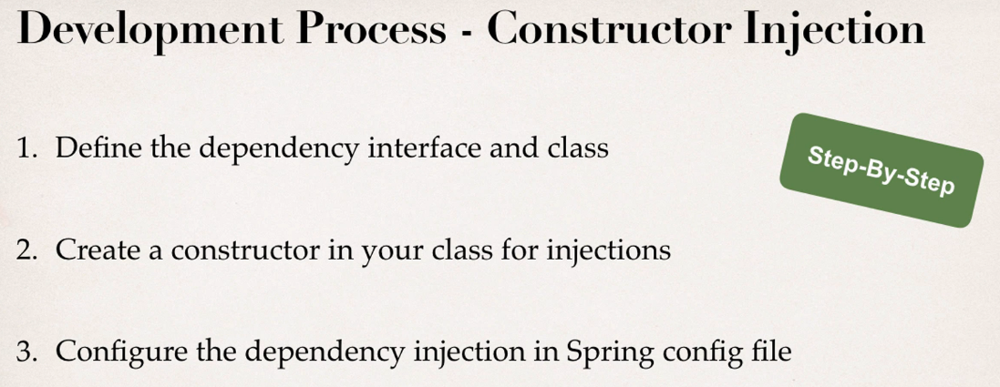 Development Process - Constructor Injection
Step-By-Step
1. Define the dependency interface and class
2. Create a constructor in your class for injections
3. Configure the dependency injection in Spring config file